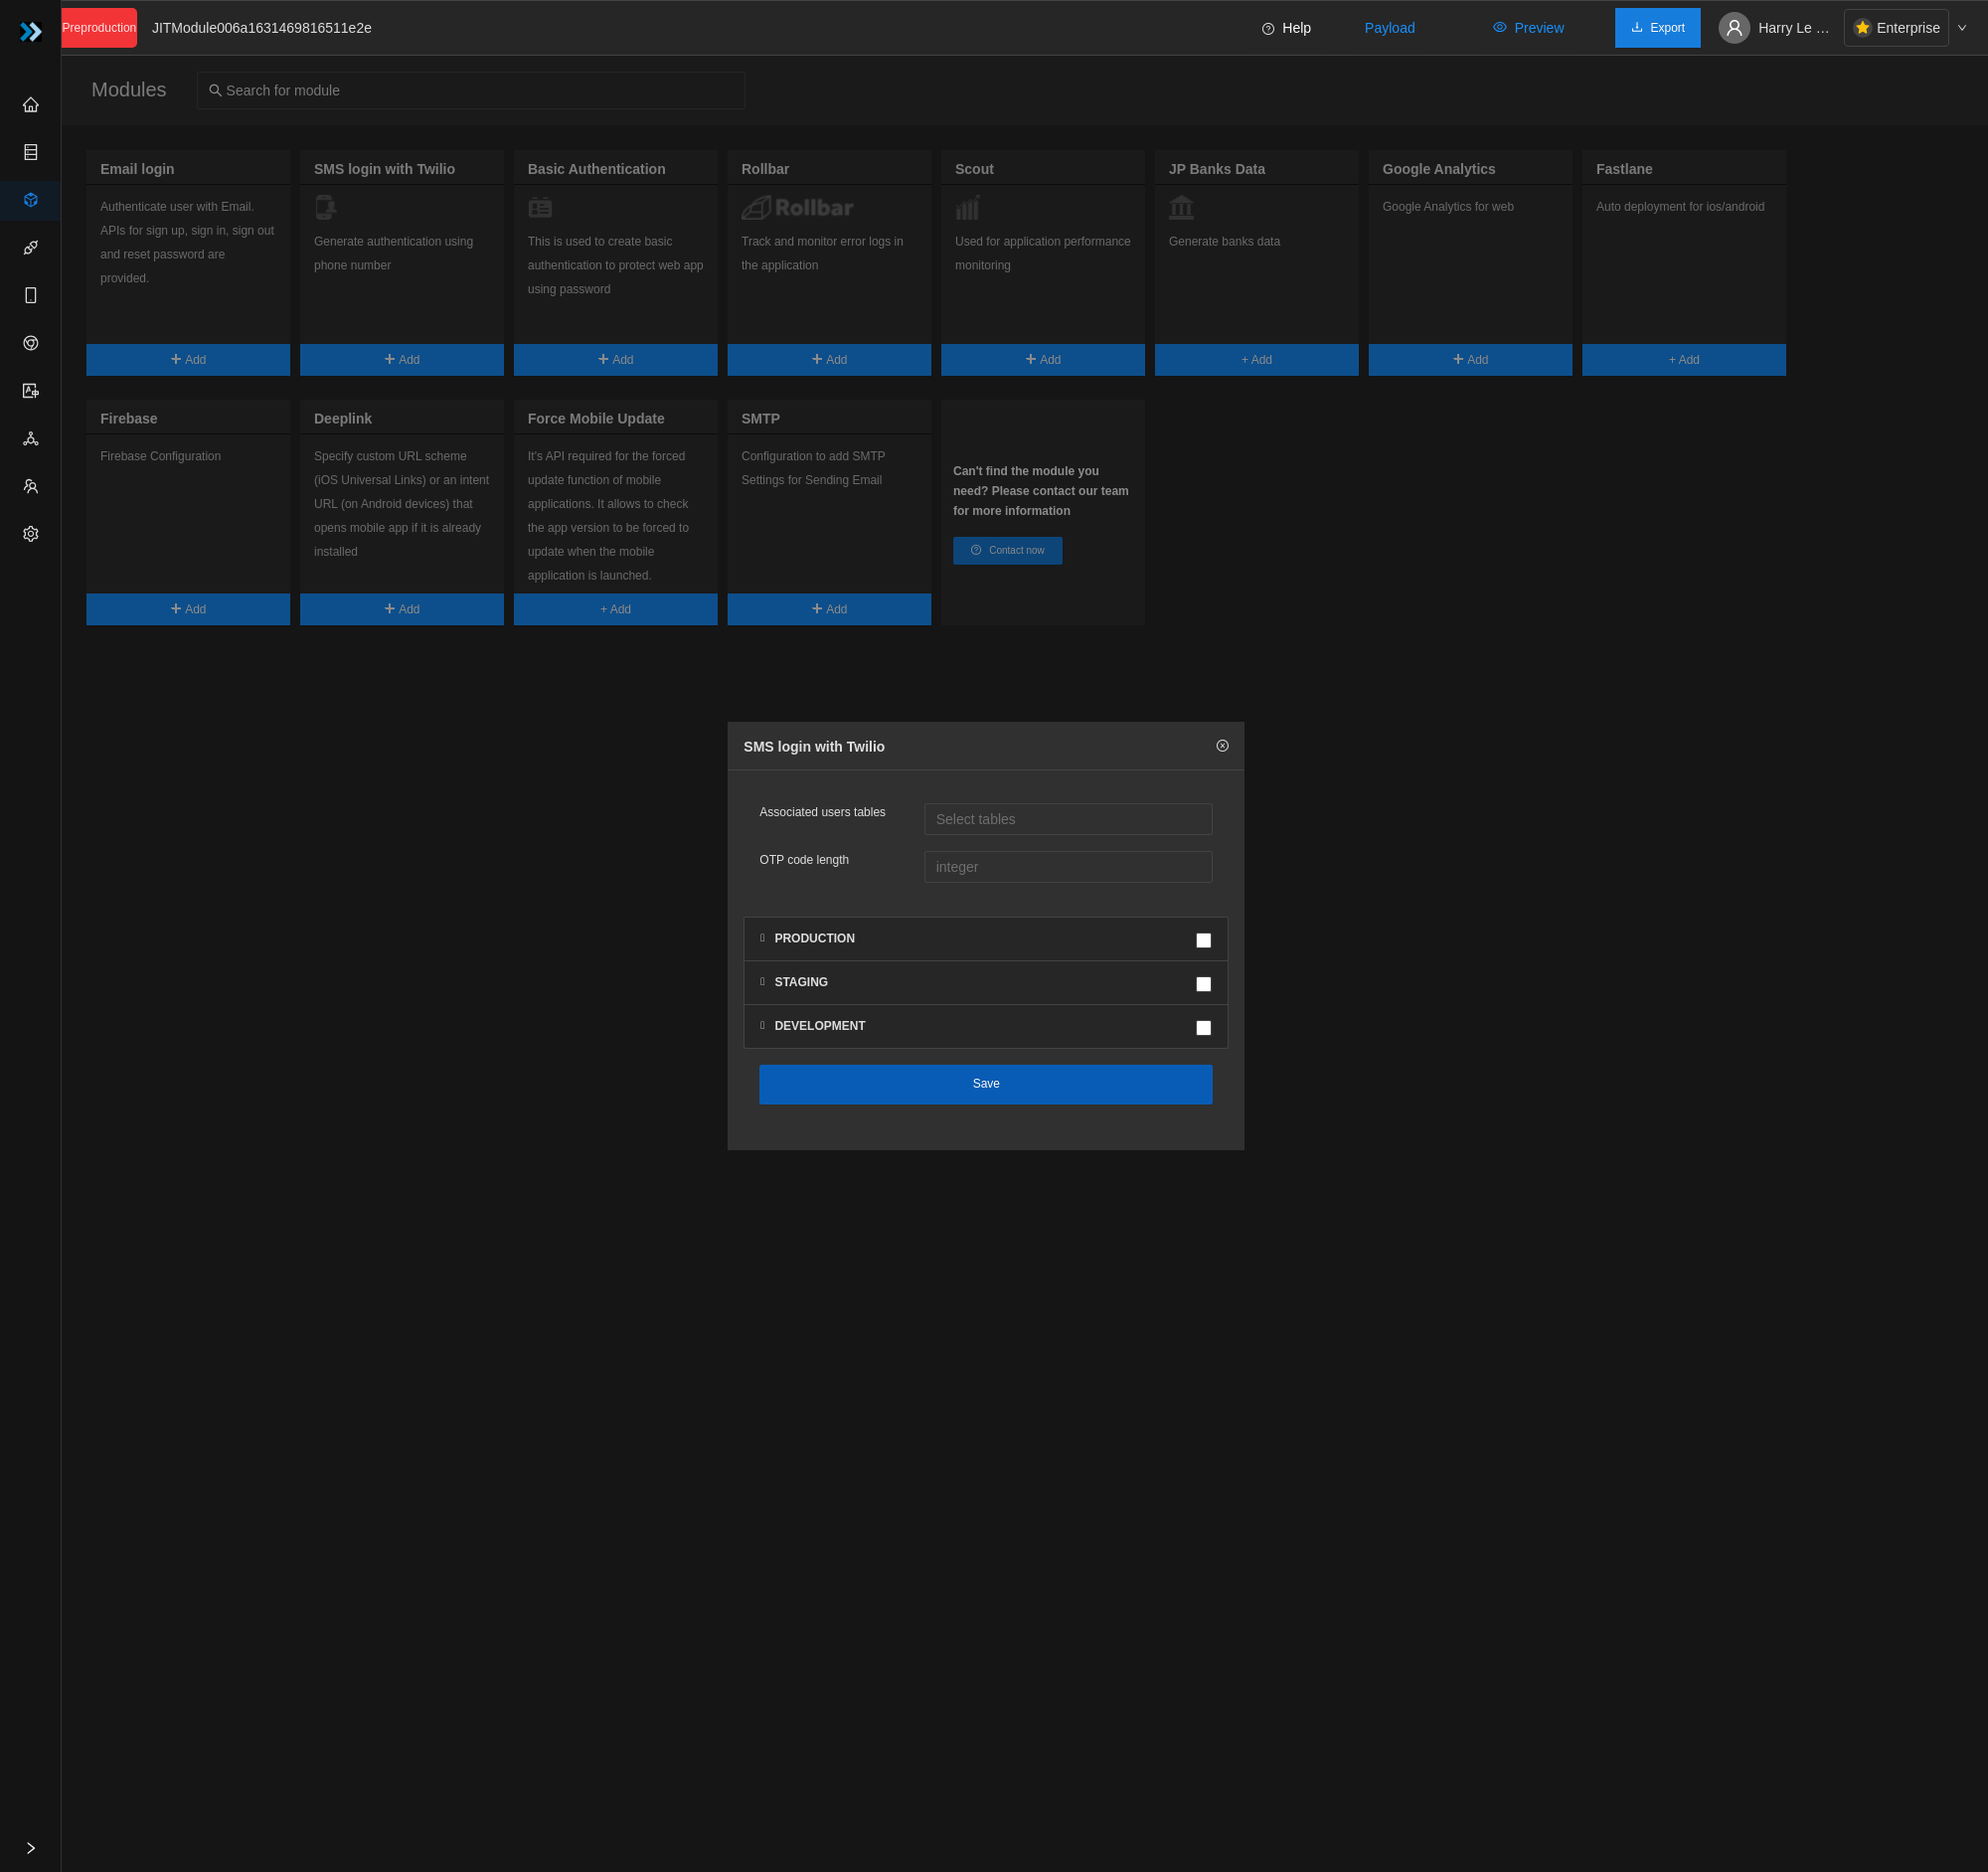 Preproduction
JITModule006a1631469816511e2e
Help
Payload
Preview
Export
Harry Le ...
Enterprise
Modules
Search for module
Email login
Authenticate user with Email.
APIs for sign up, sign in, sign out
and reset password are
provided.
Add
SMS login with Twilio
Generate authentication using
phone number
Add
Basic Authentication
This is used to create basic
authentication to protect web app
using password
Add
Rollbar
Rollbar
Track and monitor error logs in
the application
Add
Scout
Used for application performance
monitoring
Add
JP Banks Data
Generate banks data
+ Add
Google Analytics
Google Analytics for web
Add
Fastlane
Auto deployment for ios/android
+ Add
Firebase
Firebase Configuration
Add
Deeplink
Specify custom URL scheme
(iOS Universal Links) or an intent
URL (on Android devices) that
opens mobile app if it is already
installed
Add
Force Mobile Update
It's API required for the forced
update function of mobile
applications. It allows to check
the app version to be forced to
update when the mobile
application is launched.
+ Add
SMTP
Configuration to add SMTP
Settings for Sending Email
Add
Can't find the module you
need? Please contact our team
for more information
Contact now
SMS login with Twilio
Associated users tables
Select tables
OTP code length
integer
PRODUCTION
STAGING
DEVELOPMENT
Save